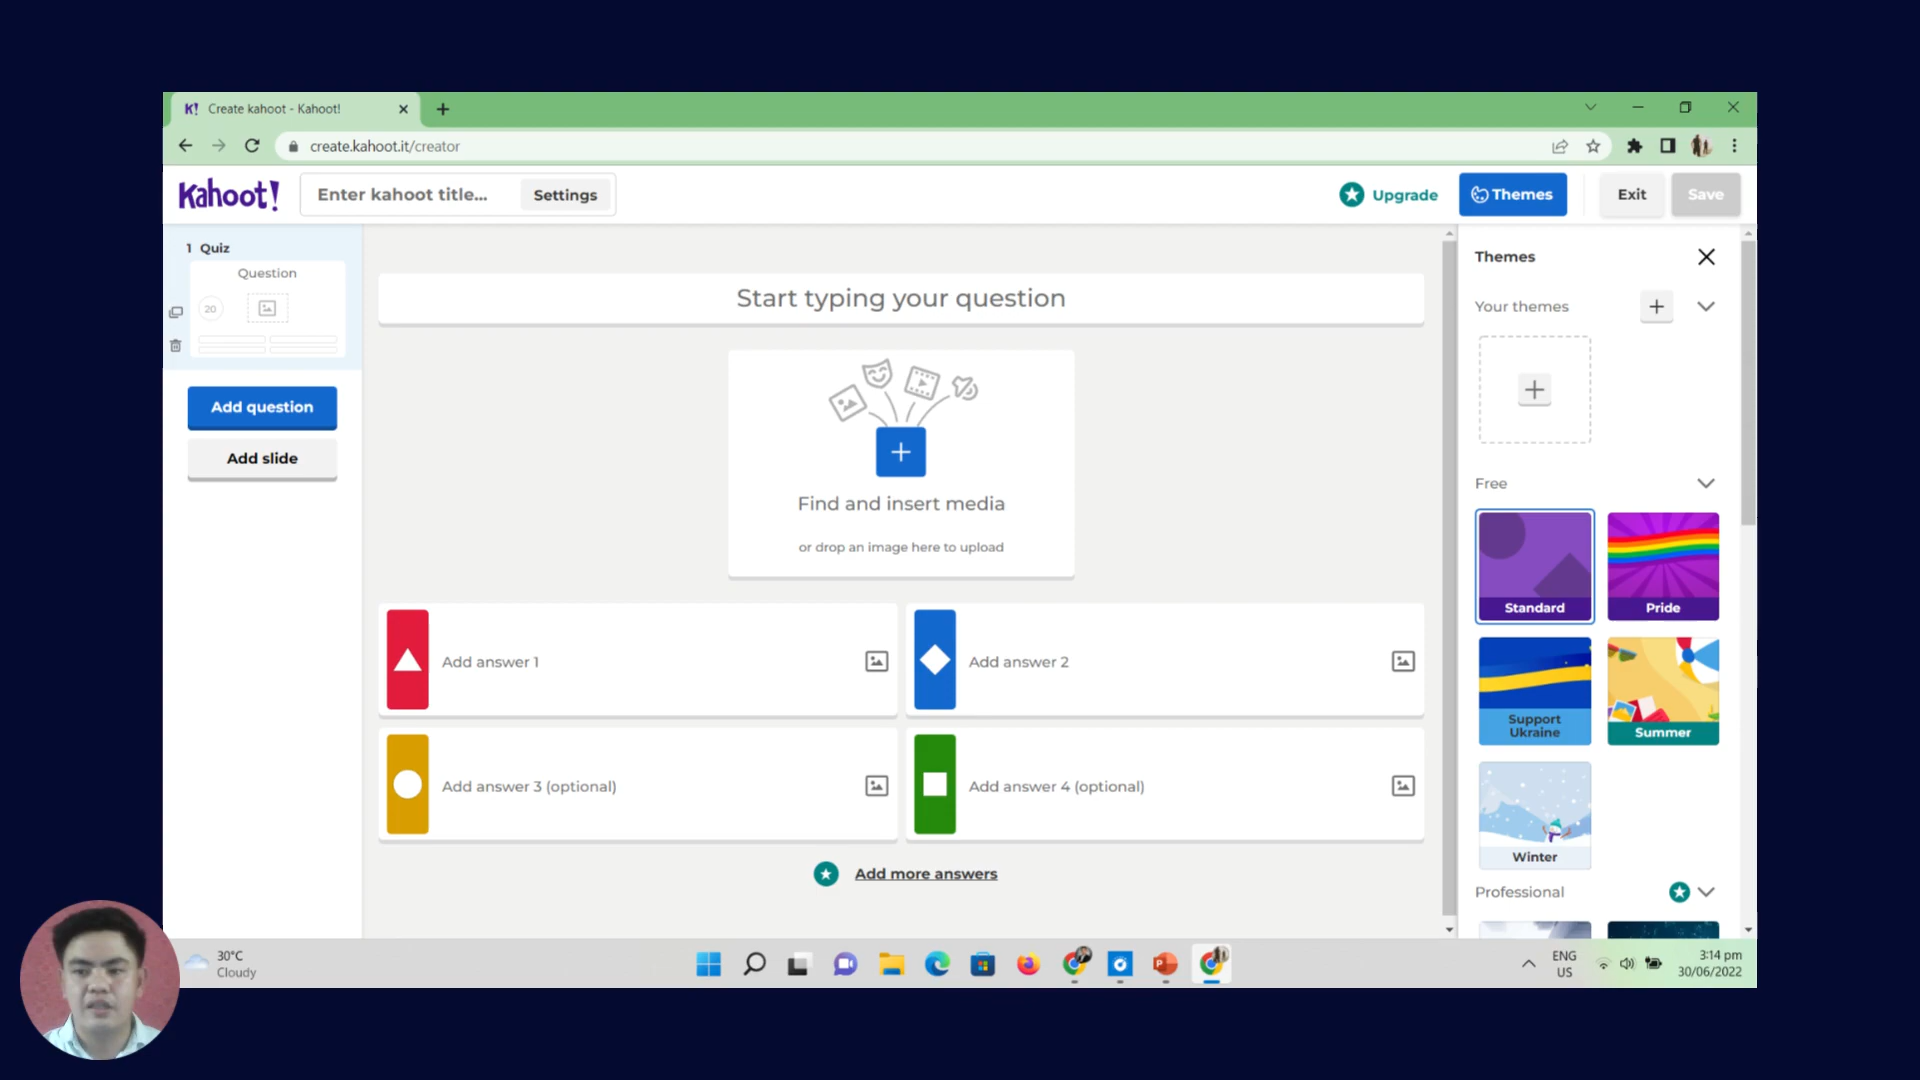 K! Create kahoot - Kahoot!
create.kahoot.it/creator
Kahoot!
Enter kahoot title...
Settings
Upgrade
Themes
Exit
Save
1 Quiz
Question
20
Add question
Add slide
Start typing your question
Find and insert media
or drop an image here to upload
Add answer 1
Add answer 2
Add answer 3 (optional)
Add answer 4 (optional)
Add more answers
Themes
Your themes
Free
Standard
Pride
Support
Ukraine
Summer
Winter
Professional
30°C
Cloudy
ENG
US
3:14 pm
30/06/2022